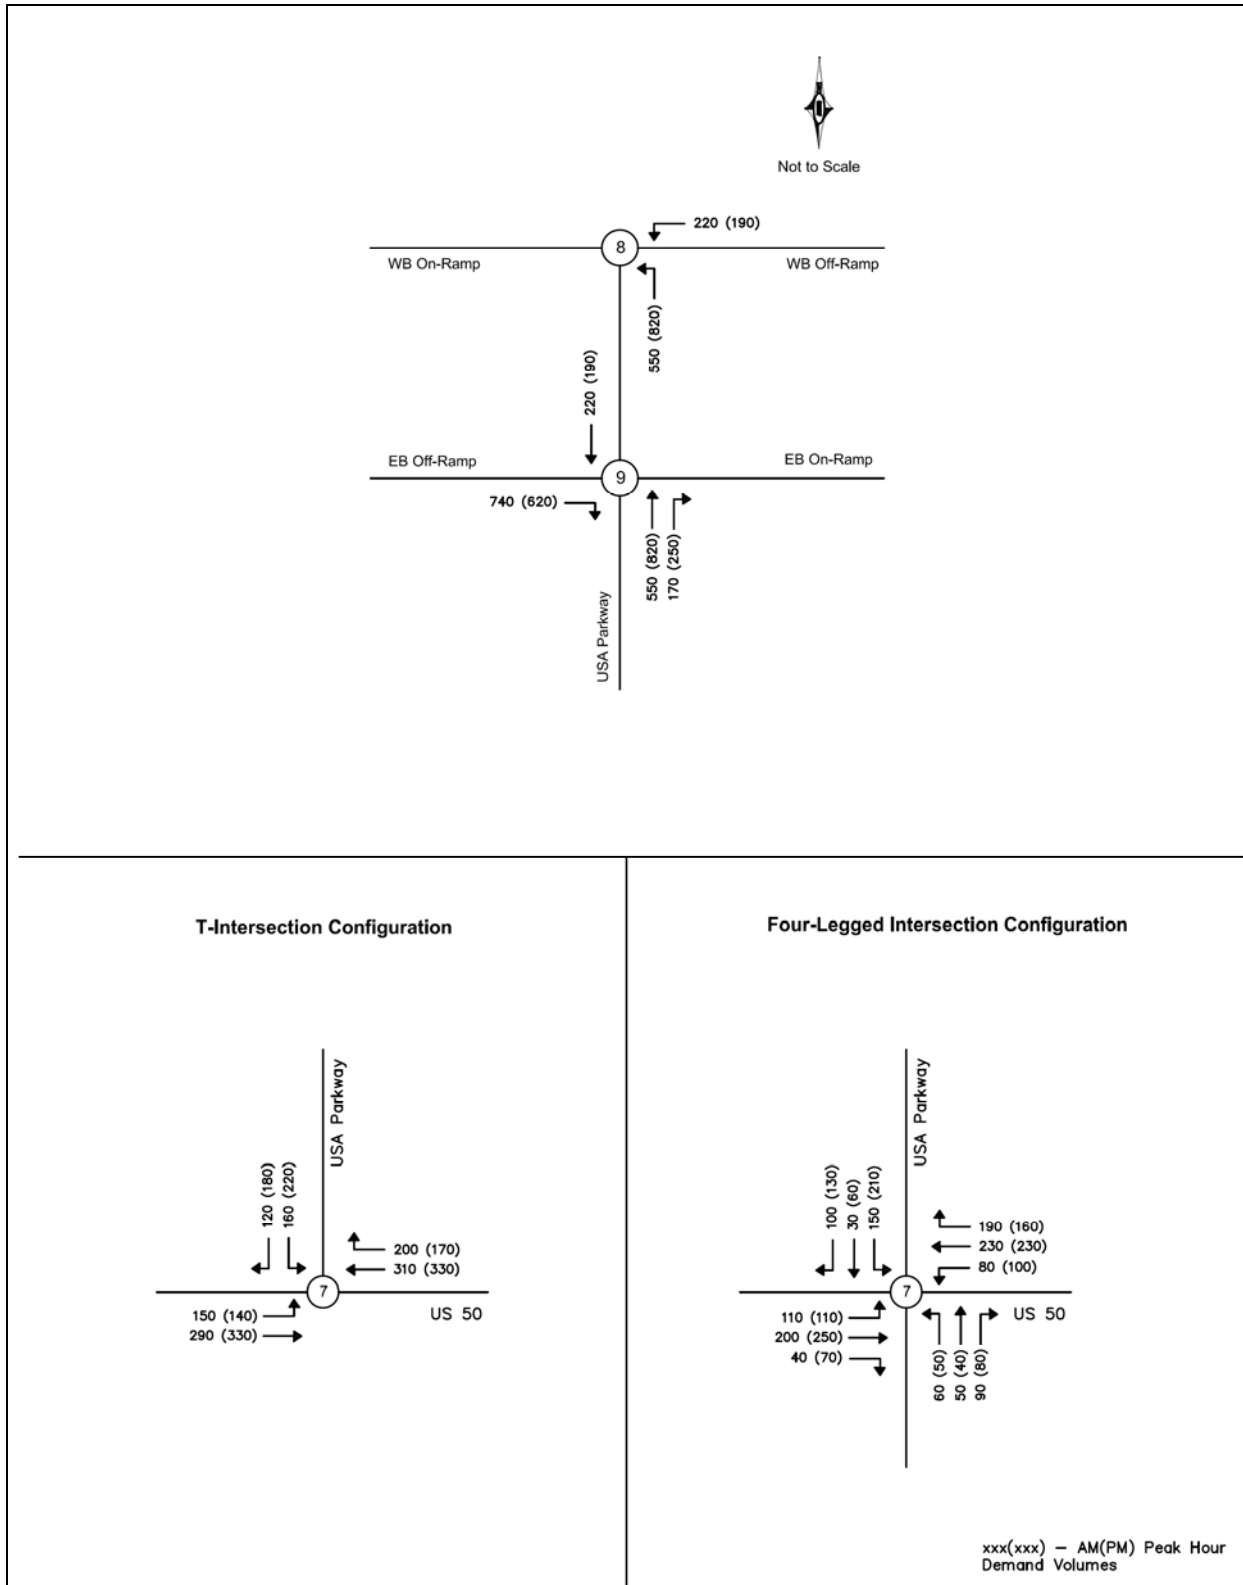 Not to Scale
220 (190)
8
WB On-Ramp
WB Off-Ramp
550 (820)
220 (190)
EB Off-Ramp
EB On-Ramp
9
740 (620)
550 (820)
170 (250)
USA Parkway
T-Intersection Configuration
USA Parkway
120 (180)
160 (220)
200 (170)
310 (330)
7
150 (140)
290 (330)
US 50
Four-Legged Intersection Configuration
USA Parkway
100 (130)
30 (60)
150 (210)
190 (160)
230 (230)
80 (100)
7
110 (110)
200 (250)
40 (70)
US 50
60 (50)
50 (40)
90 (80)
xxx(xxx) – AM(PM) Peak Hour
Demand Volumes